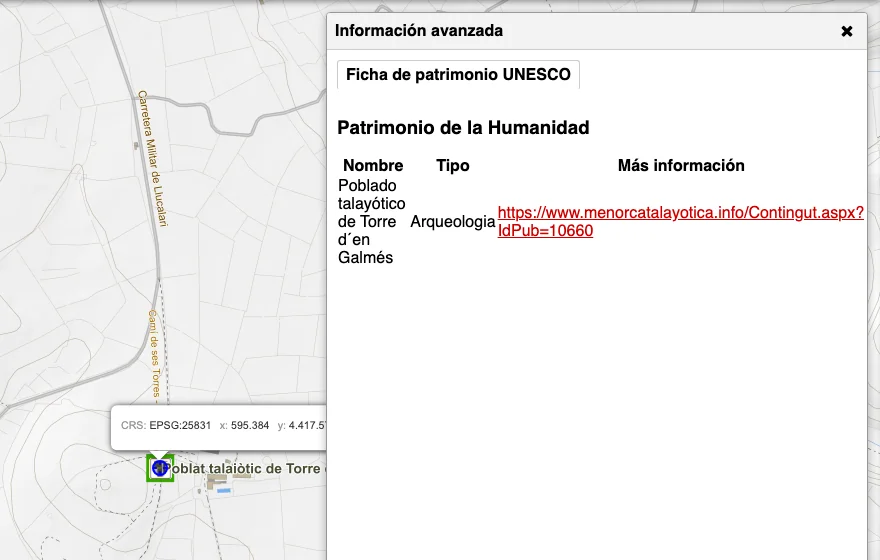 Información avanzada
Ficha de patrimonio UNESCO
Patrimonio de la Humanidad
Nombre Tipo Más información
Poblado
talayótico
de Torre
d´en
Galmés
Arqueologia
https://www.menorcatalayotica.info/Contingut.aspx?
IdPub=10660
Carretera Militar de Llucalari
Camí de ses Torres -
CRS: EPSG:25831 x: 595.384 y: 4.417.57
Poblat talaiòtic de Torre